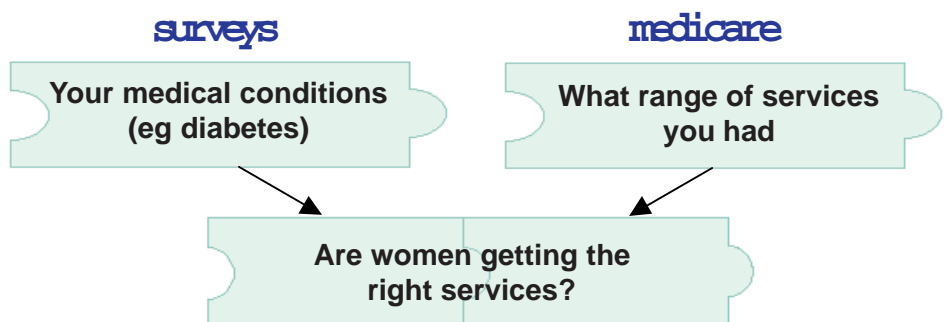 surveys
medicare
Your medical conditions
(eg diabetes)
What range of services
you had
Are women getting the
right services?